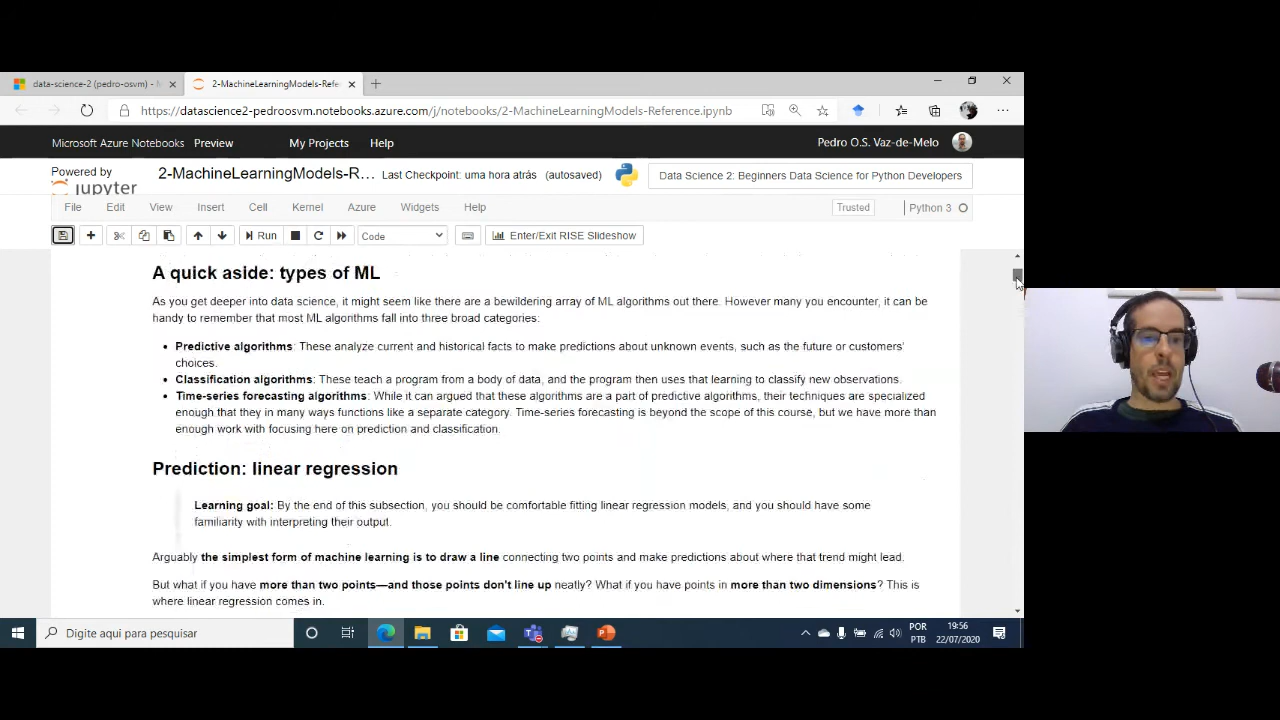 data-science-2 (pedro-osvm) - M
2-MachineLearningModels-Refe
https://datascience2-pedroosvm.notebooks.azure.com/j/notebooks/2-MachineLearningModels-Reference.ipynb
Microsoft Azure Notebooks Preview My Projects Help Pedro O.S. Vaz-de-Melo
Powered by
jupyter
2-MachineLearningModels-R... Last Checkpoint: uma hora atrás (autosaved) Data Science 2: Beginners Data Science for Python Developers
File Edit View Insert Cell Kernel Azure Widgets Help Trusted Python 3
Run Code Enter/Exit RISE Slideshow
A quick aside: types of ML
As you get deeper into data science, it might seem like there are a bewildering array of ML algorithms out there. However many you encounter, it can be
handy to remember that most ML algorithms fall into three broad categories:
• Predictive algorithms: These analyze current and historical facts to make predictions about unknown events, such as the future or customers'
choices.
• Classification algorithms: These teach a program from a body of data, and the program then uses that learning to classify new observations.
• Time-series forecasting algorithms: While it can argued that these algorithms are a part of predictive algorithms, their techniques are specialized
enough that they in many ways functions like a separate category. Time-series forecasting is beyond the scope of this course, but we have more than
enough work with focusing here on prediction and classification.
Prediction: linear regression
Learning goal: By the end of this subsection, you should be comfortable fitting linear regression models, and you should have some
familiarity with interpreting their output.
Arguably the simplest form of machine learning is to draw a line connecting two points and make predictions about where that trend might lead.
But what if you have more than two points—and those points don't line up neatly? What if you have points in more than two dimensions? This is
where linear regression comes in.
Digite aqui para pesquisar
POR
PTB
19:56
22/07/2020